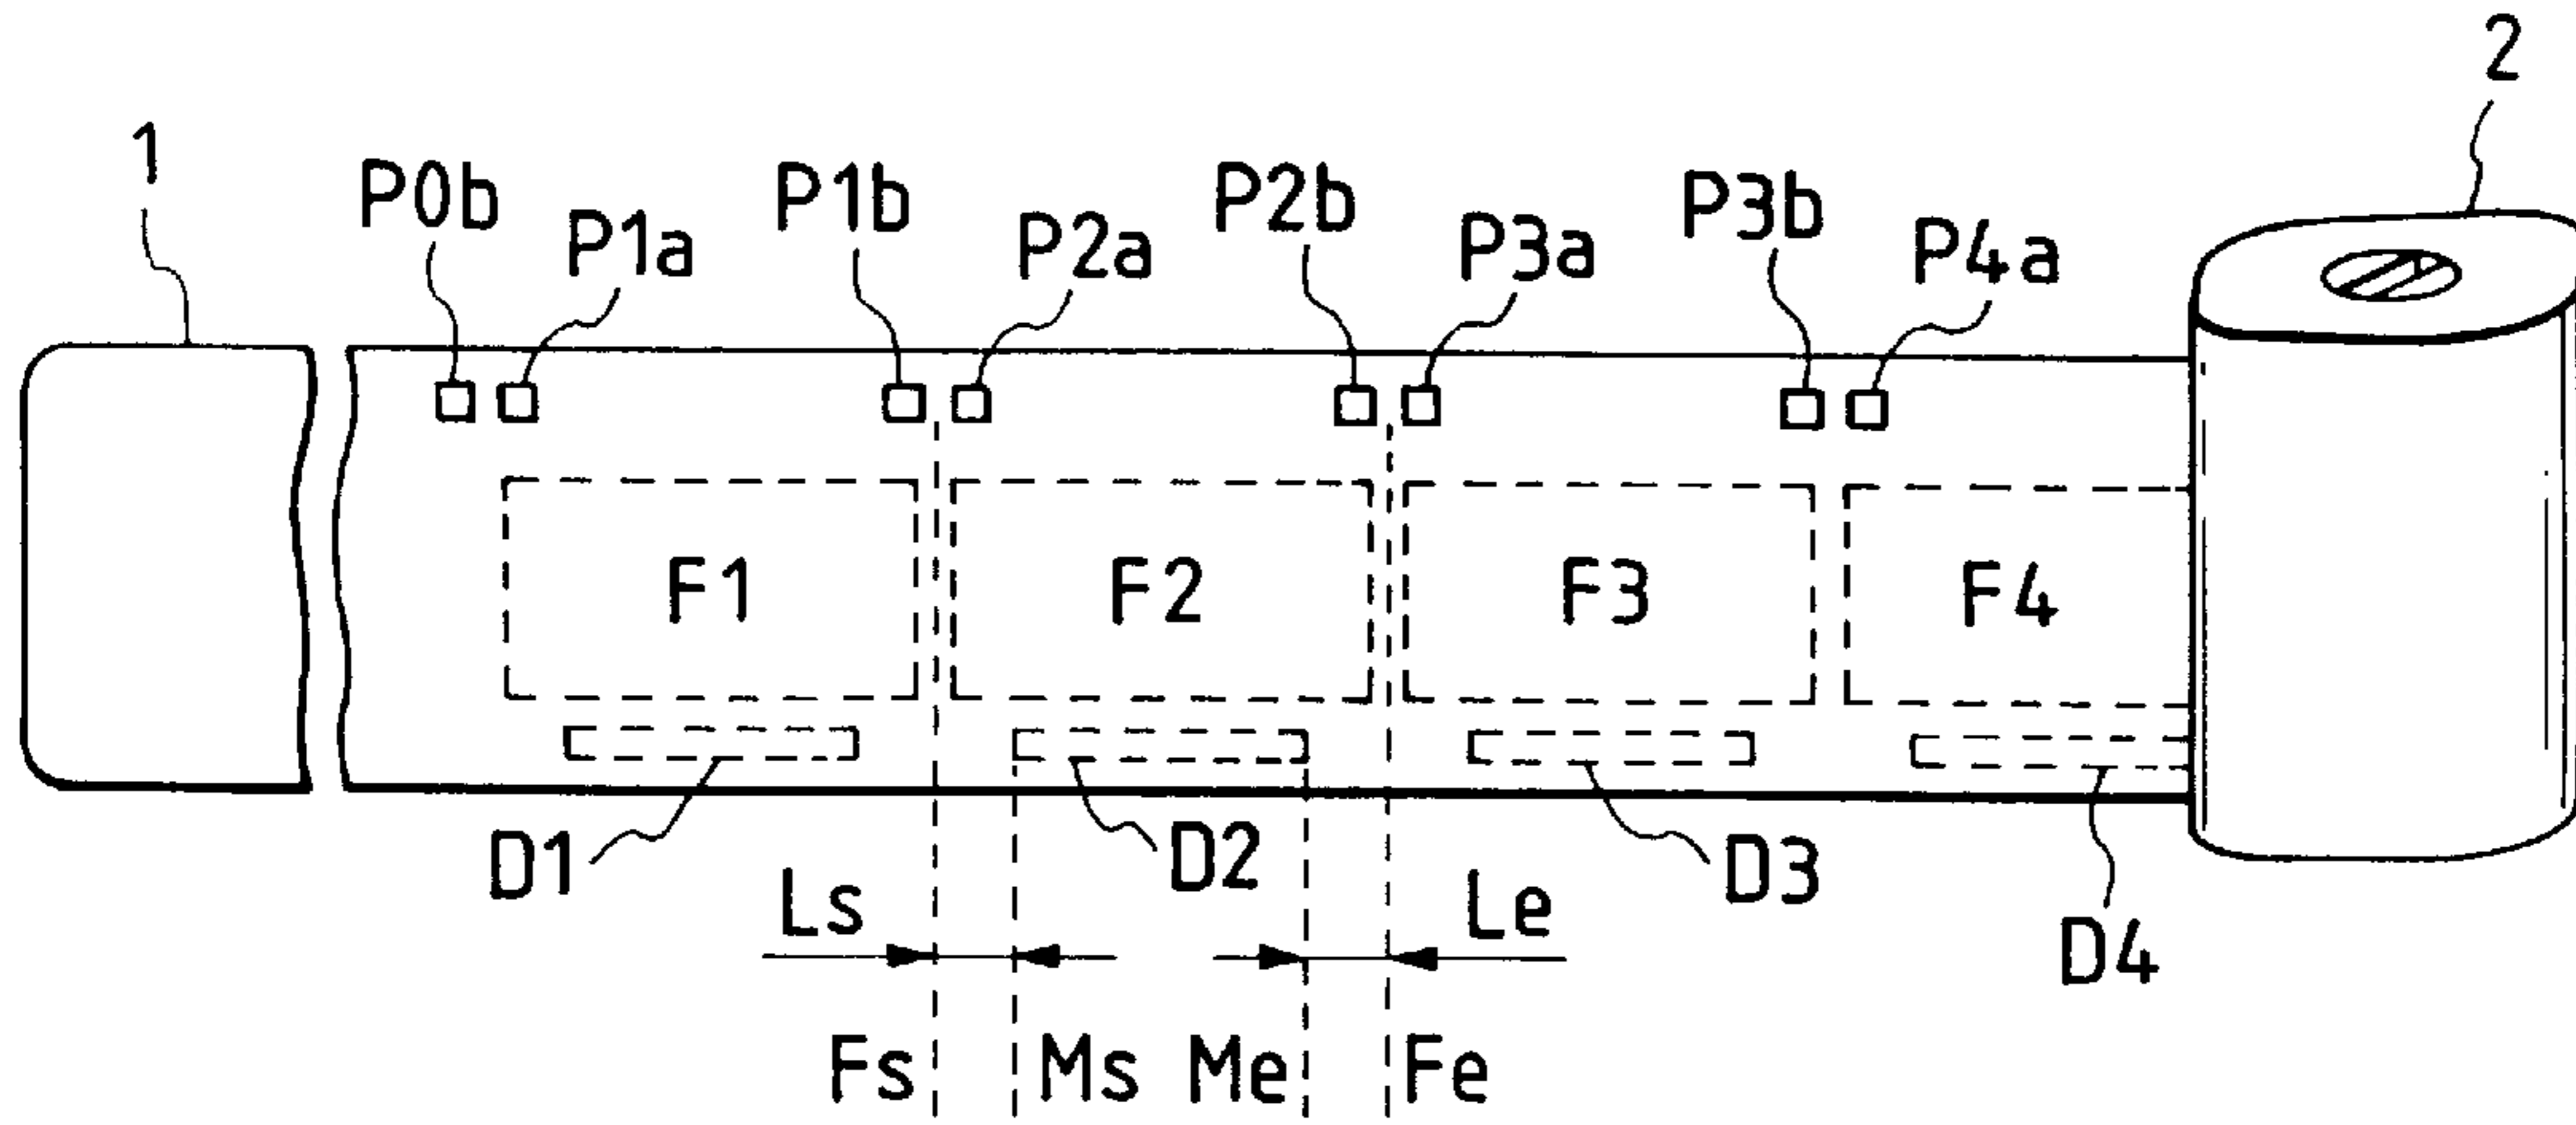 2
1
P0b P1b P2b P3b
P1a P2a P3a P4a
F1 F2 F3 F4
D1 D2 D3 D4
Ls Le
Fs Ms Me Fe